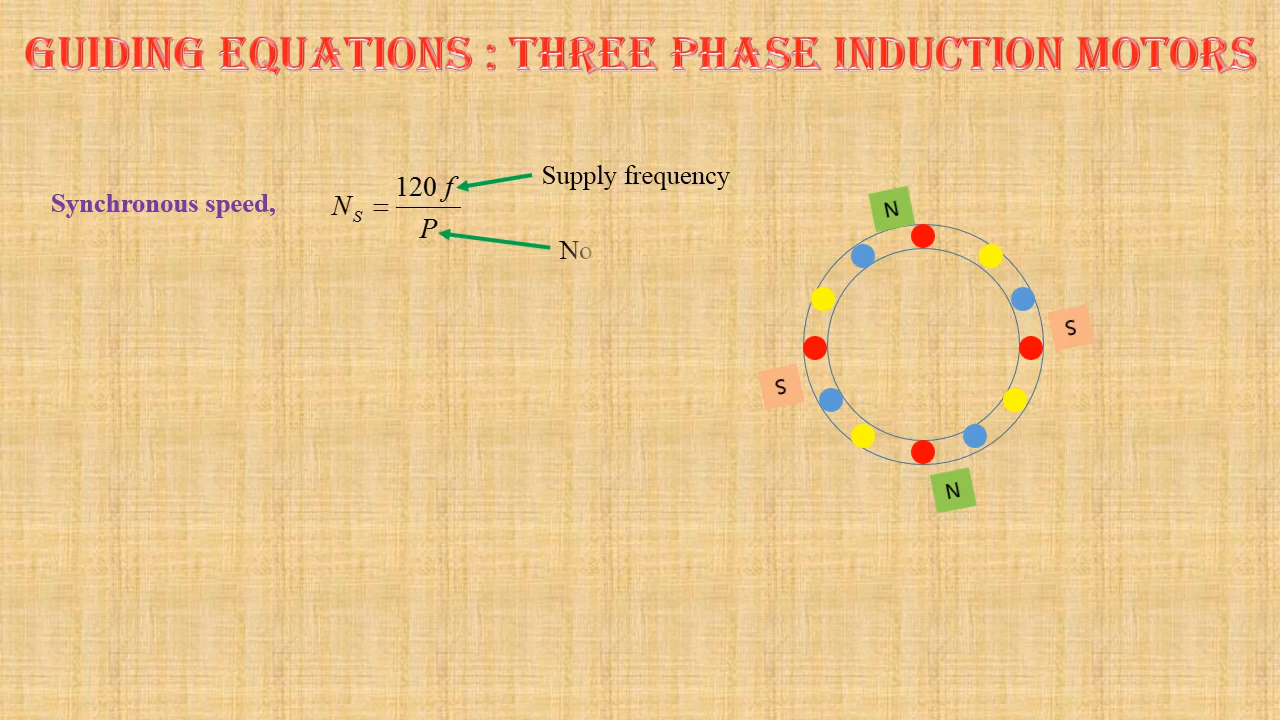 GUIDING EQUATIONS : THREE PHASE INDUCTION MOTORS
Synchronous speed, N_S = 120 f / P
Supply frequency
No
N
S
S
N